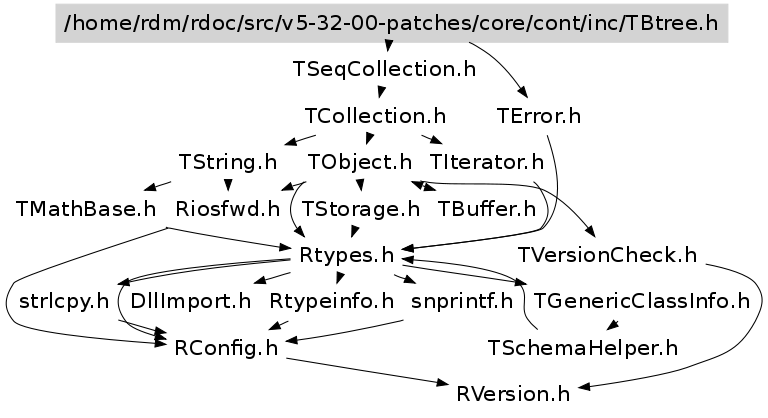 /home/rdm/rdoc/src/v5-32-00-patches/core/cont/inc/TBtree.h
TSeqCollection.h
TCollection.h
TError.h
TString.h
TObject.h
TIterator.h
TMathBase.h
Riosfwd.h
TStorage.h
TBuffer.h
Rtypes.h
TVersionCheck.h
strlcpy.h
DllImport.h
Rtypeinfo.h
snprintf.h
TGenericClassInfo.h
RConfig.h
TSchemaHelper.h
RVersion.h